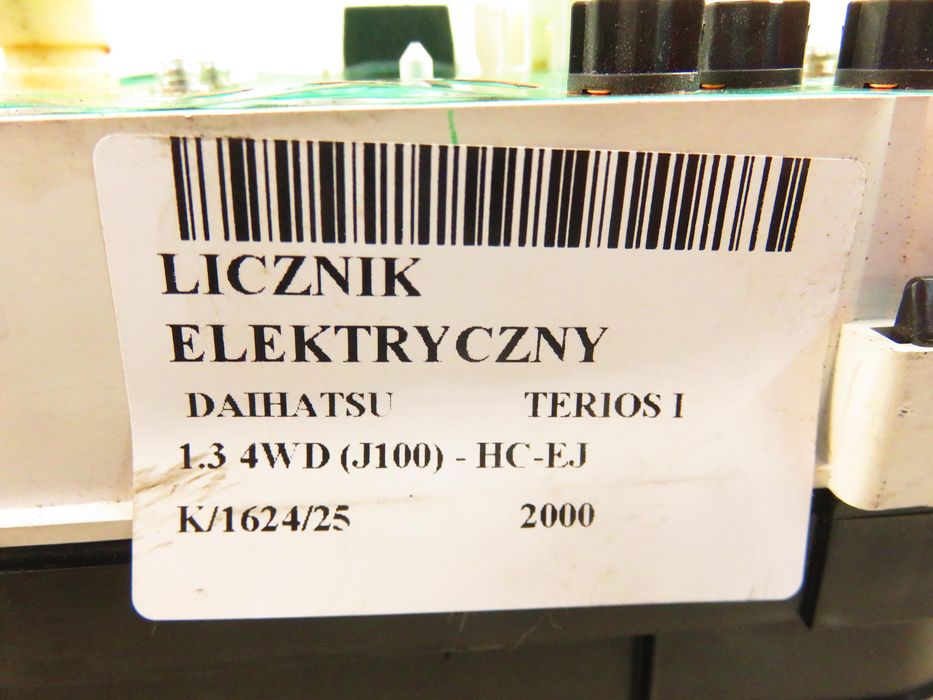 LICZNIK
ELEKTRYCZNY
DAIHATSU TERIOS I
1.3 4WD (J100) - HC-EJ
K/1624/25 2000